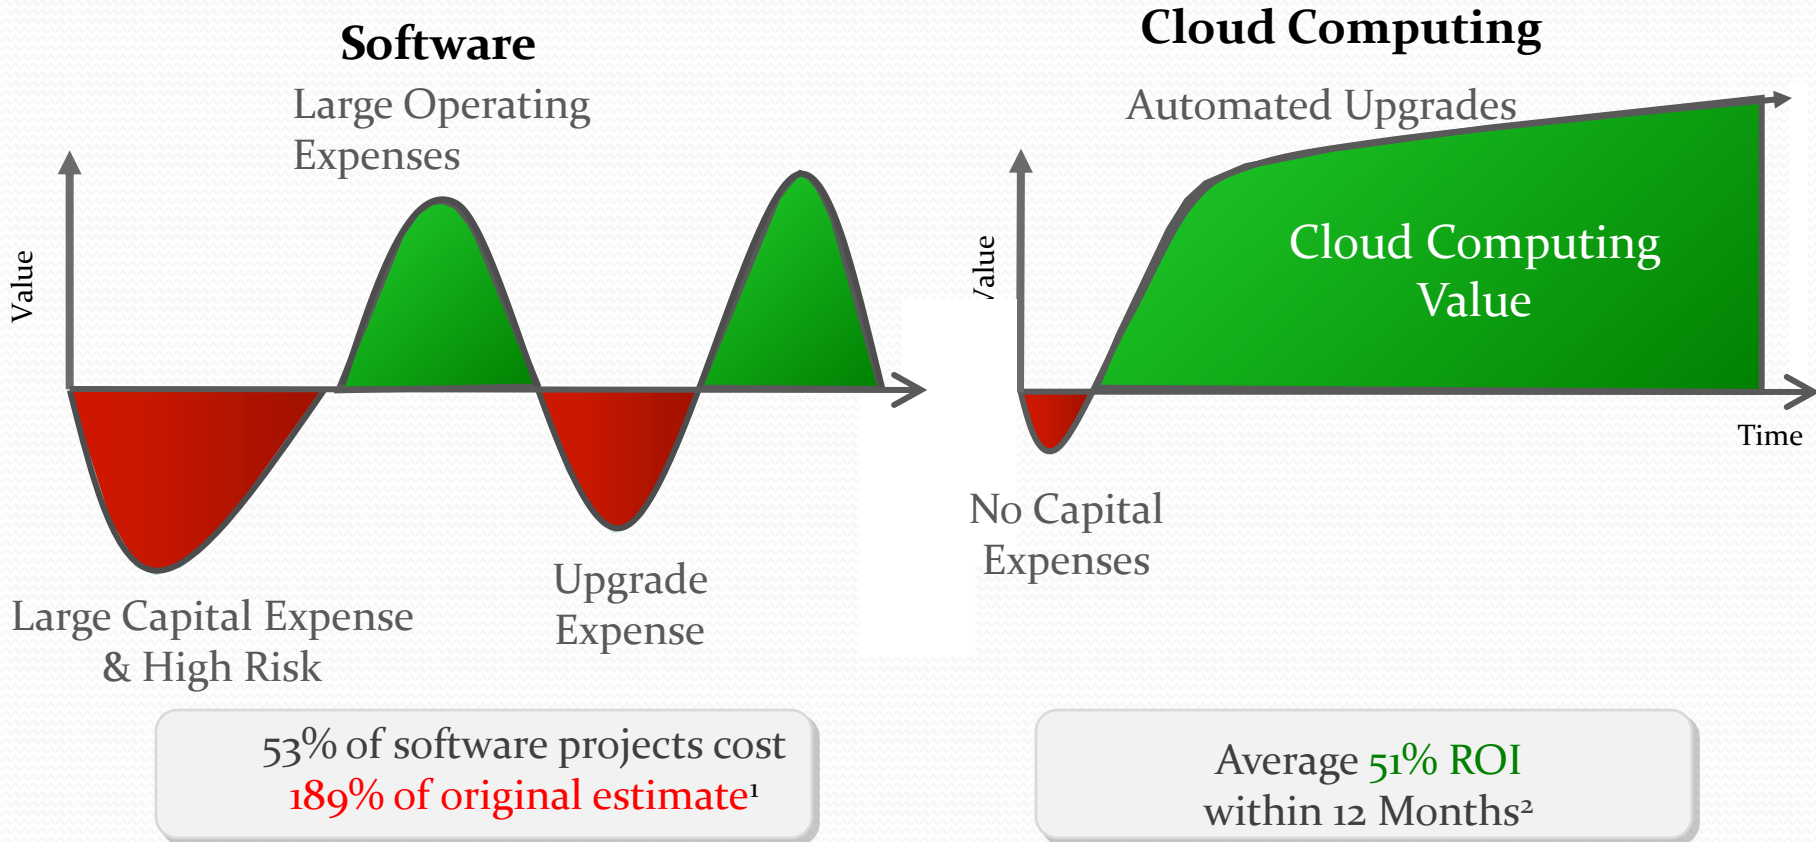 Software
Large Operating
Expenses
Value
Large Capital Expense
& High Risk
Upgrade
Expense
53% of software projects cost
189% of original estimate¹
Cloud Computing
Automated Upgrades
Value
Cloud Computing
Value
Time
No Capital
Expenses
Average 51% ROI
within 12 Months²